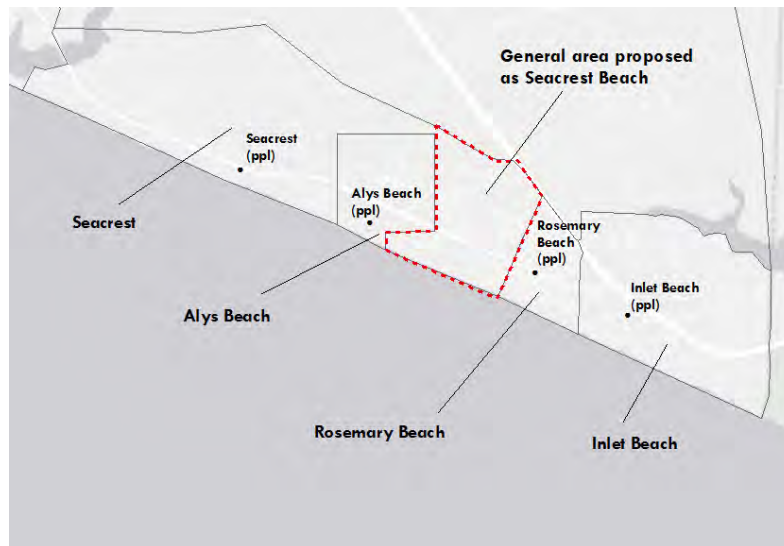 General area proposed
as Seacrest Beach
Seacrest
(ppl)
Alys Beach
(ppl)
Seacrest
Rosemary
Beach
(ppl)
Inlet Beach
(ppl)
Alys Beach
Rosemary Beach
Inlet Beach